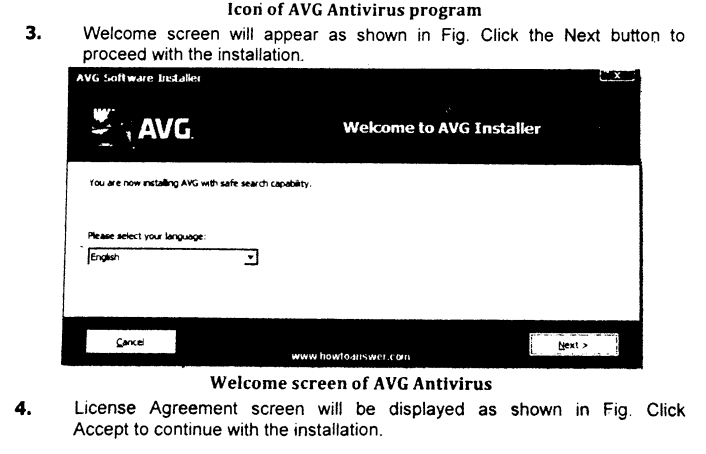 Icon of AVG Antivirus program
3. Welcome screen will appear as shown in Fig. Click the Next button to
proceed with the installation.
AVG Software Installer
x
AVG.
Welcome to AVG Installer
You are now installing AVG with safe search capability.
Please select your language:
English
Cancel
Next >
www.howtoanswer.com
Welcome screen of AVG Antivirus
4. License Agreement screen will be displayed as shown in Fig. Click
Accept to continue with the installation.